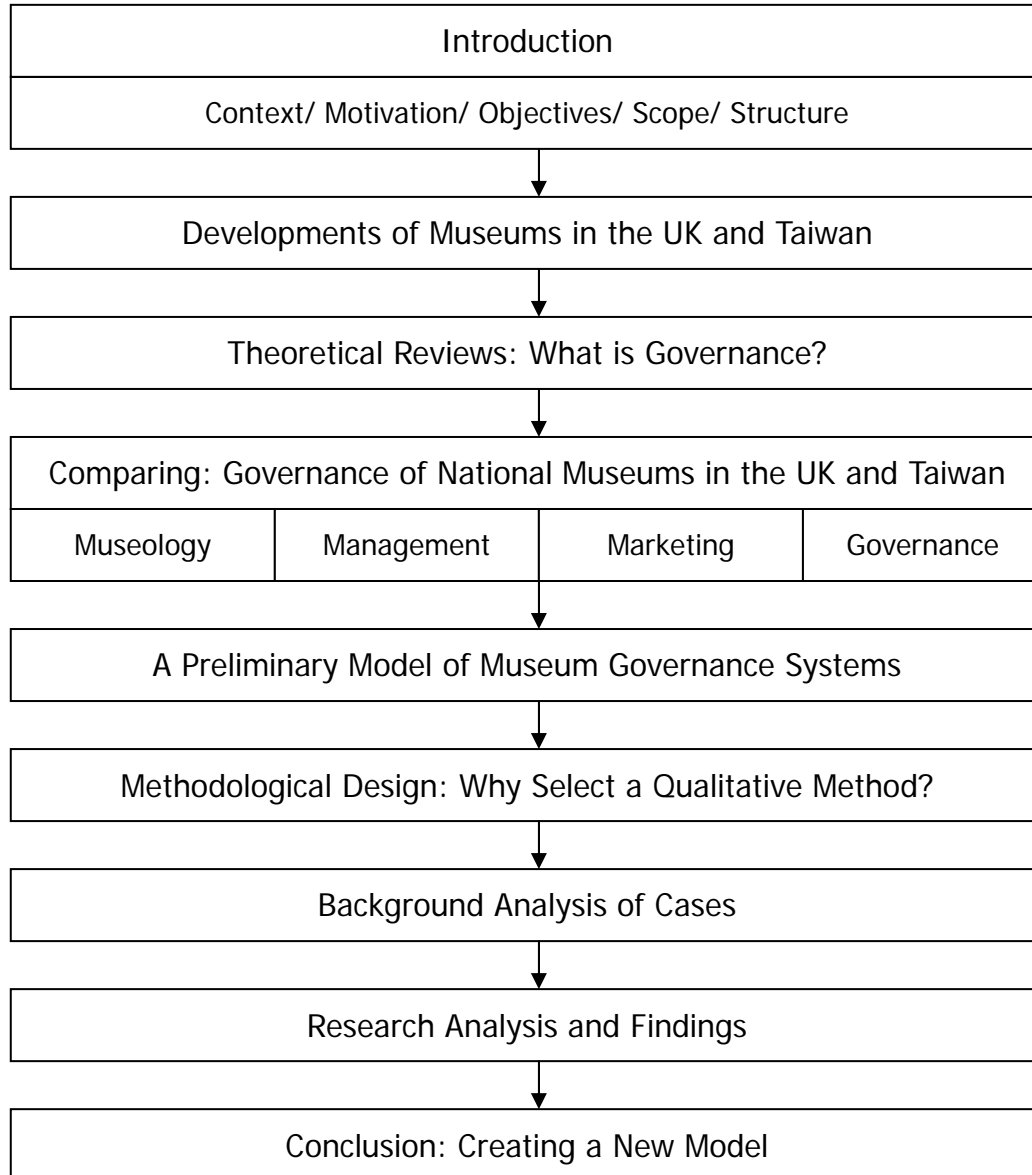 Introduction
Context/ Motivation/ Objectives/ Scope/ Structure
Developments of Museums in the UK and Taiwan
Theoretical Reviews: What is Governance?
Comparing: Governance of National Museums in the UK and Taiwan
Museology Management Marketing Governance
A Preliminary Model of Museum Governance Systems
Methodological Design: Why Select a Qualitative Method?
Background Analysis of Cases
Research Analysis and Findings
Conclusion: Creating a New Model